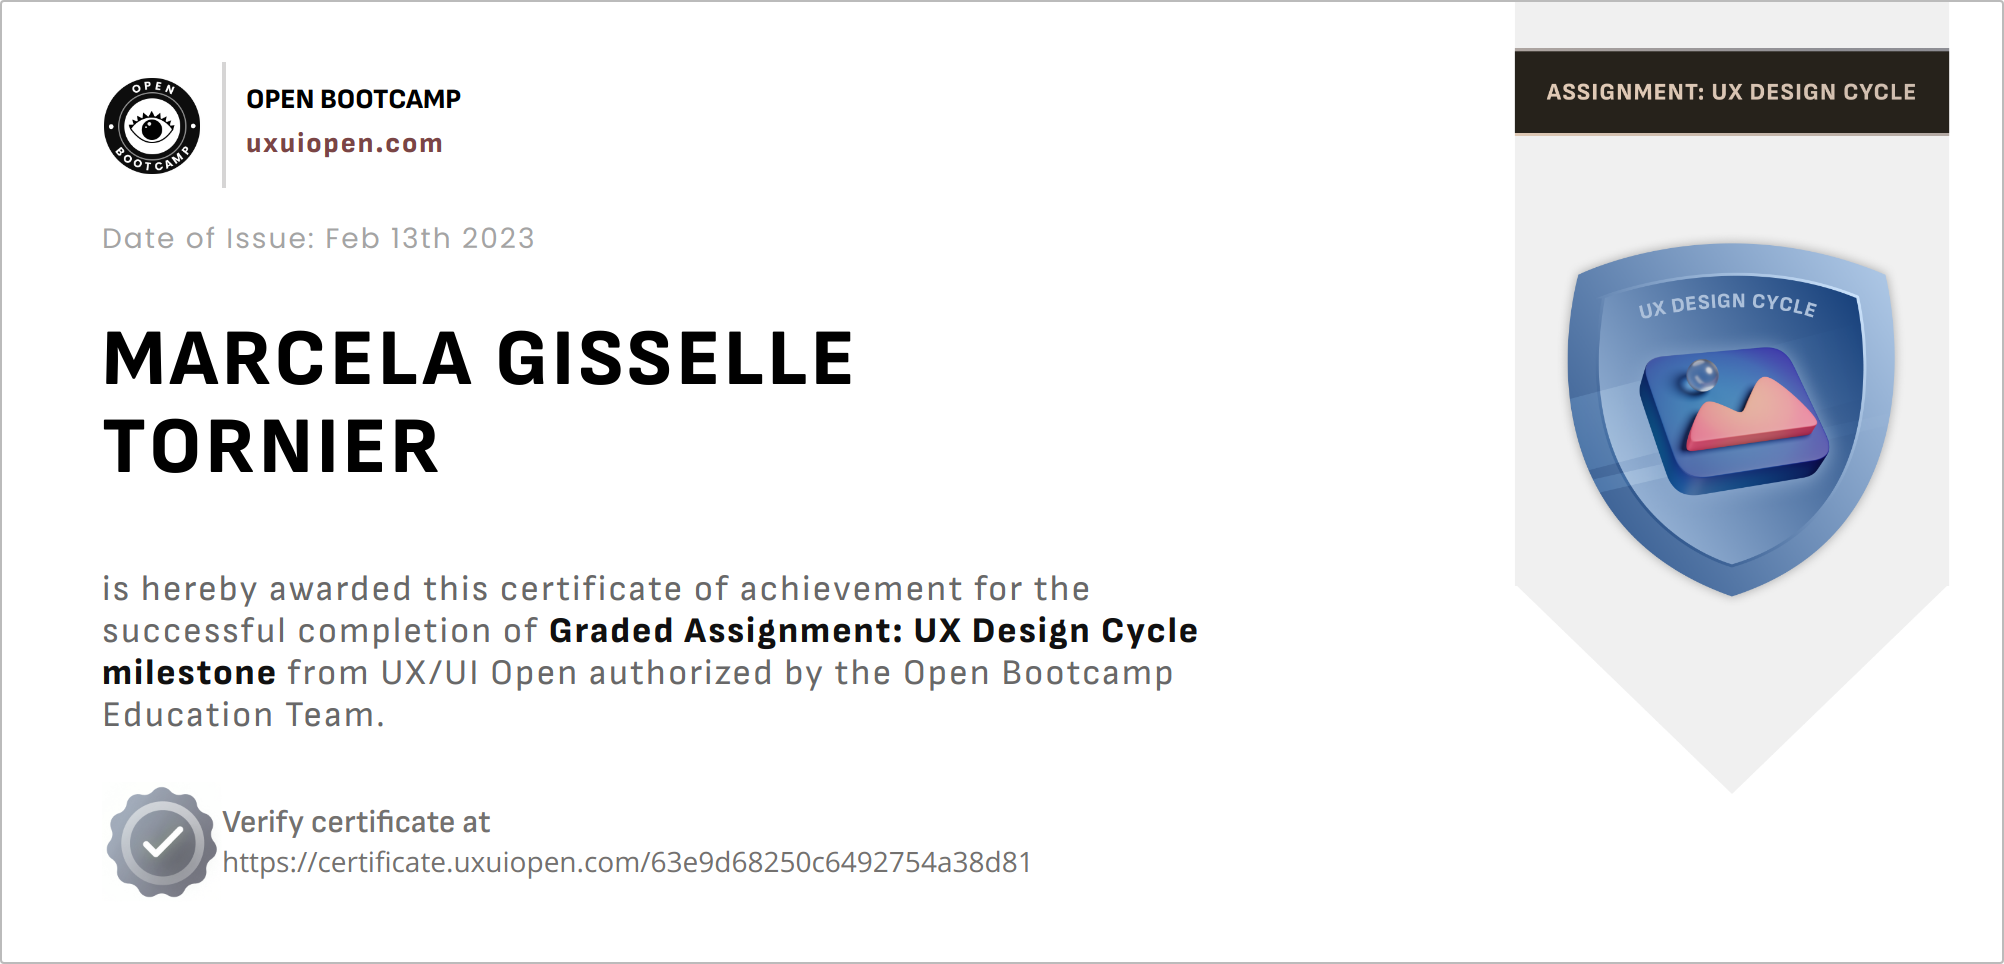 OPEN
BOOTCAMP
OPEN BOOTCAMP
uxuiopen.com
Date of Issue: Feb 13th 2023
MARCELA GISSELLE
TORNIER
is hereby awarded this certificate of achievement for the
successful completion of Graded Assignment: UX Design Cycle
milestone from UX/UI Open authorized by the Open Bootcamp
Education Team.
Verify certificate at
https://certificate.uxuiopen.com/63e9d68250c6492754a38d81
ASSIGNMENT: UX DESIGN CYCLE
UX DESIGN CYCLE